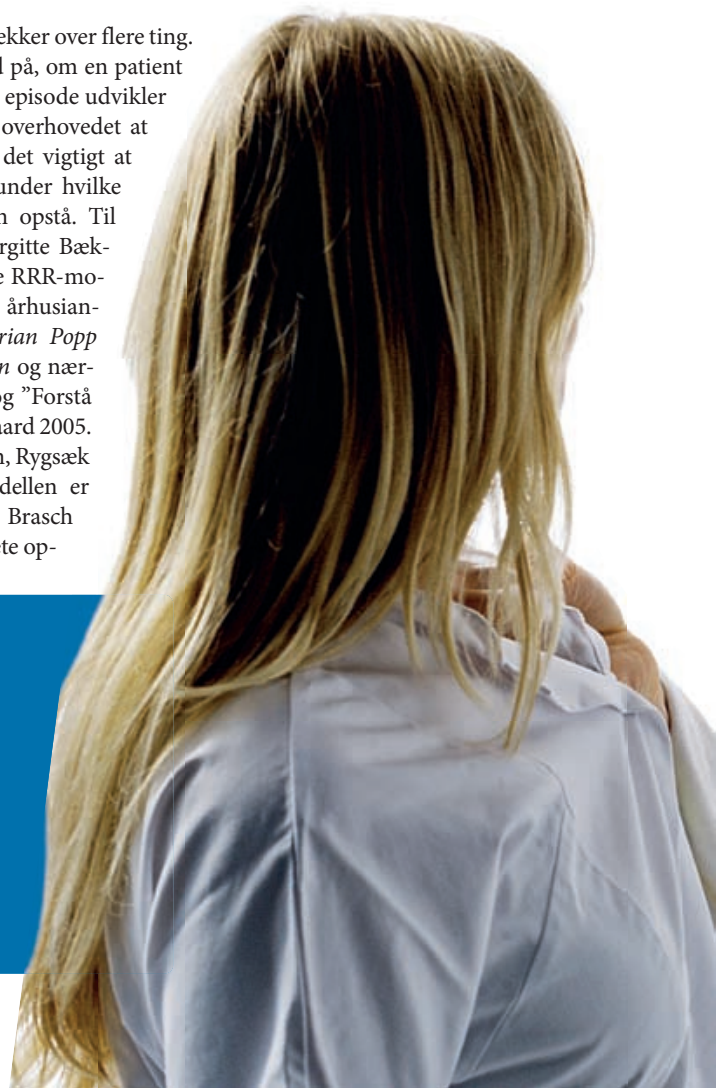 ekker over flere ting.
på, om en patient
episode udvikler
overhovedet at
det vigtigt at
under hvilke
opstå. Til
rgitte Bæk-
RRR-mo-
århusian-
rian Popp
n og nær-
og ”Forstå
aard 2005.
n, Rygsæk
dellen er
Brasch
te op-